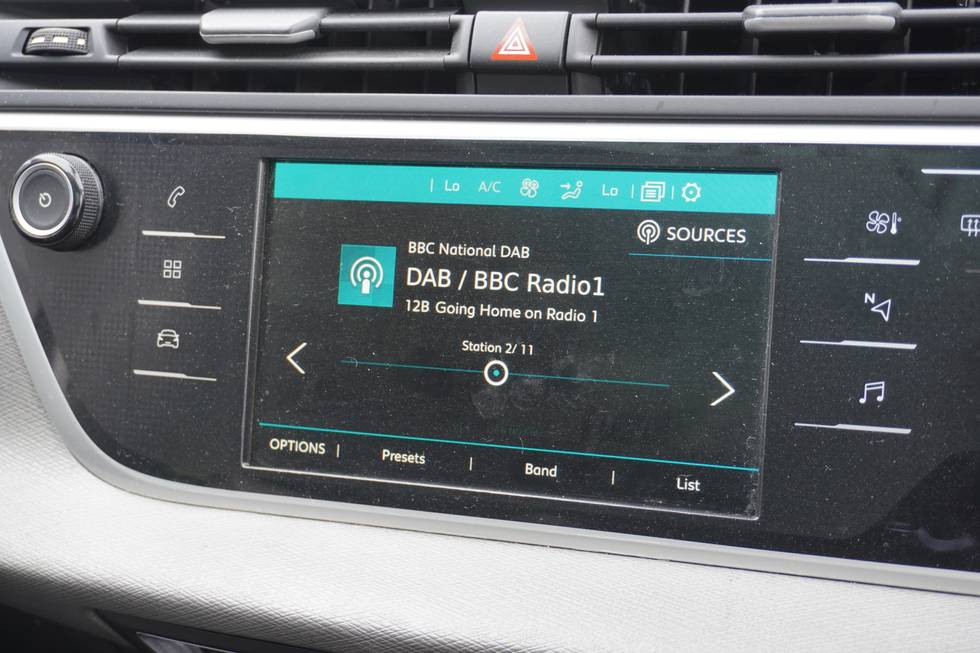 Lo A/C Lo
SOURCES
BBC National DAB
DAB / BBC Radio1
12B Going Home on Radio 1
Station 2/ 11
OPTIONS | Presets | Band | List
N